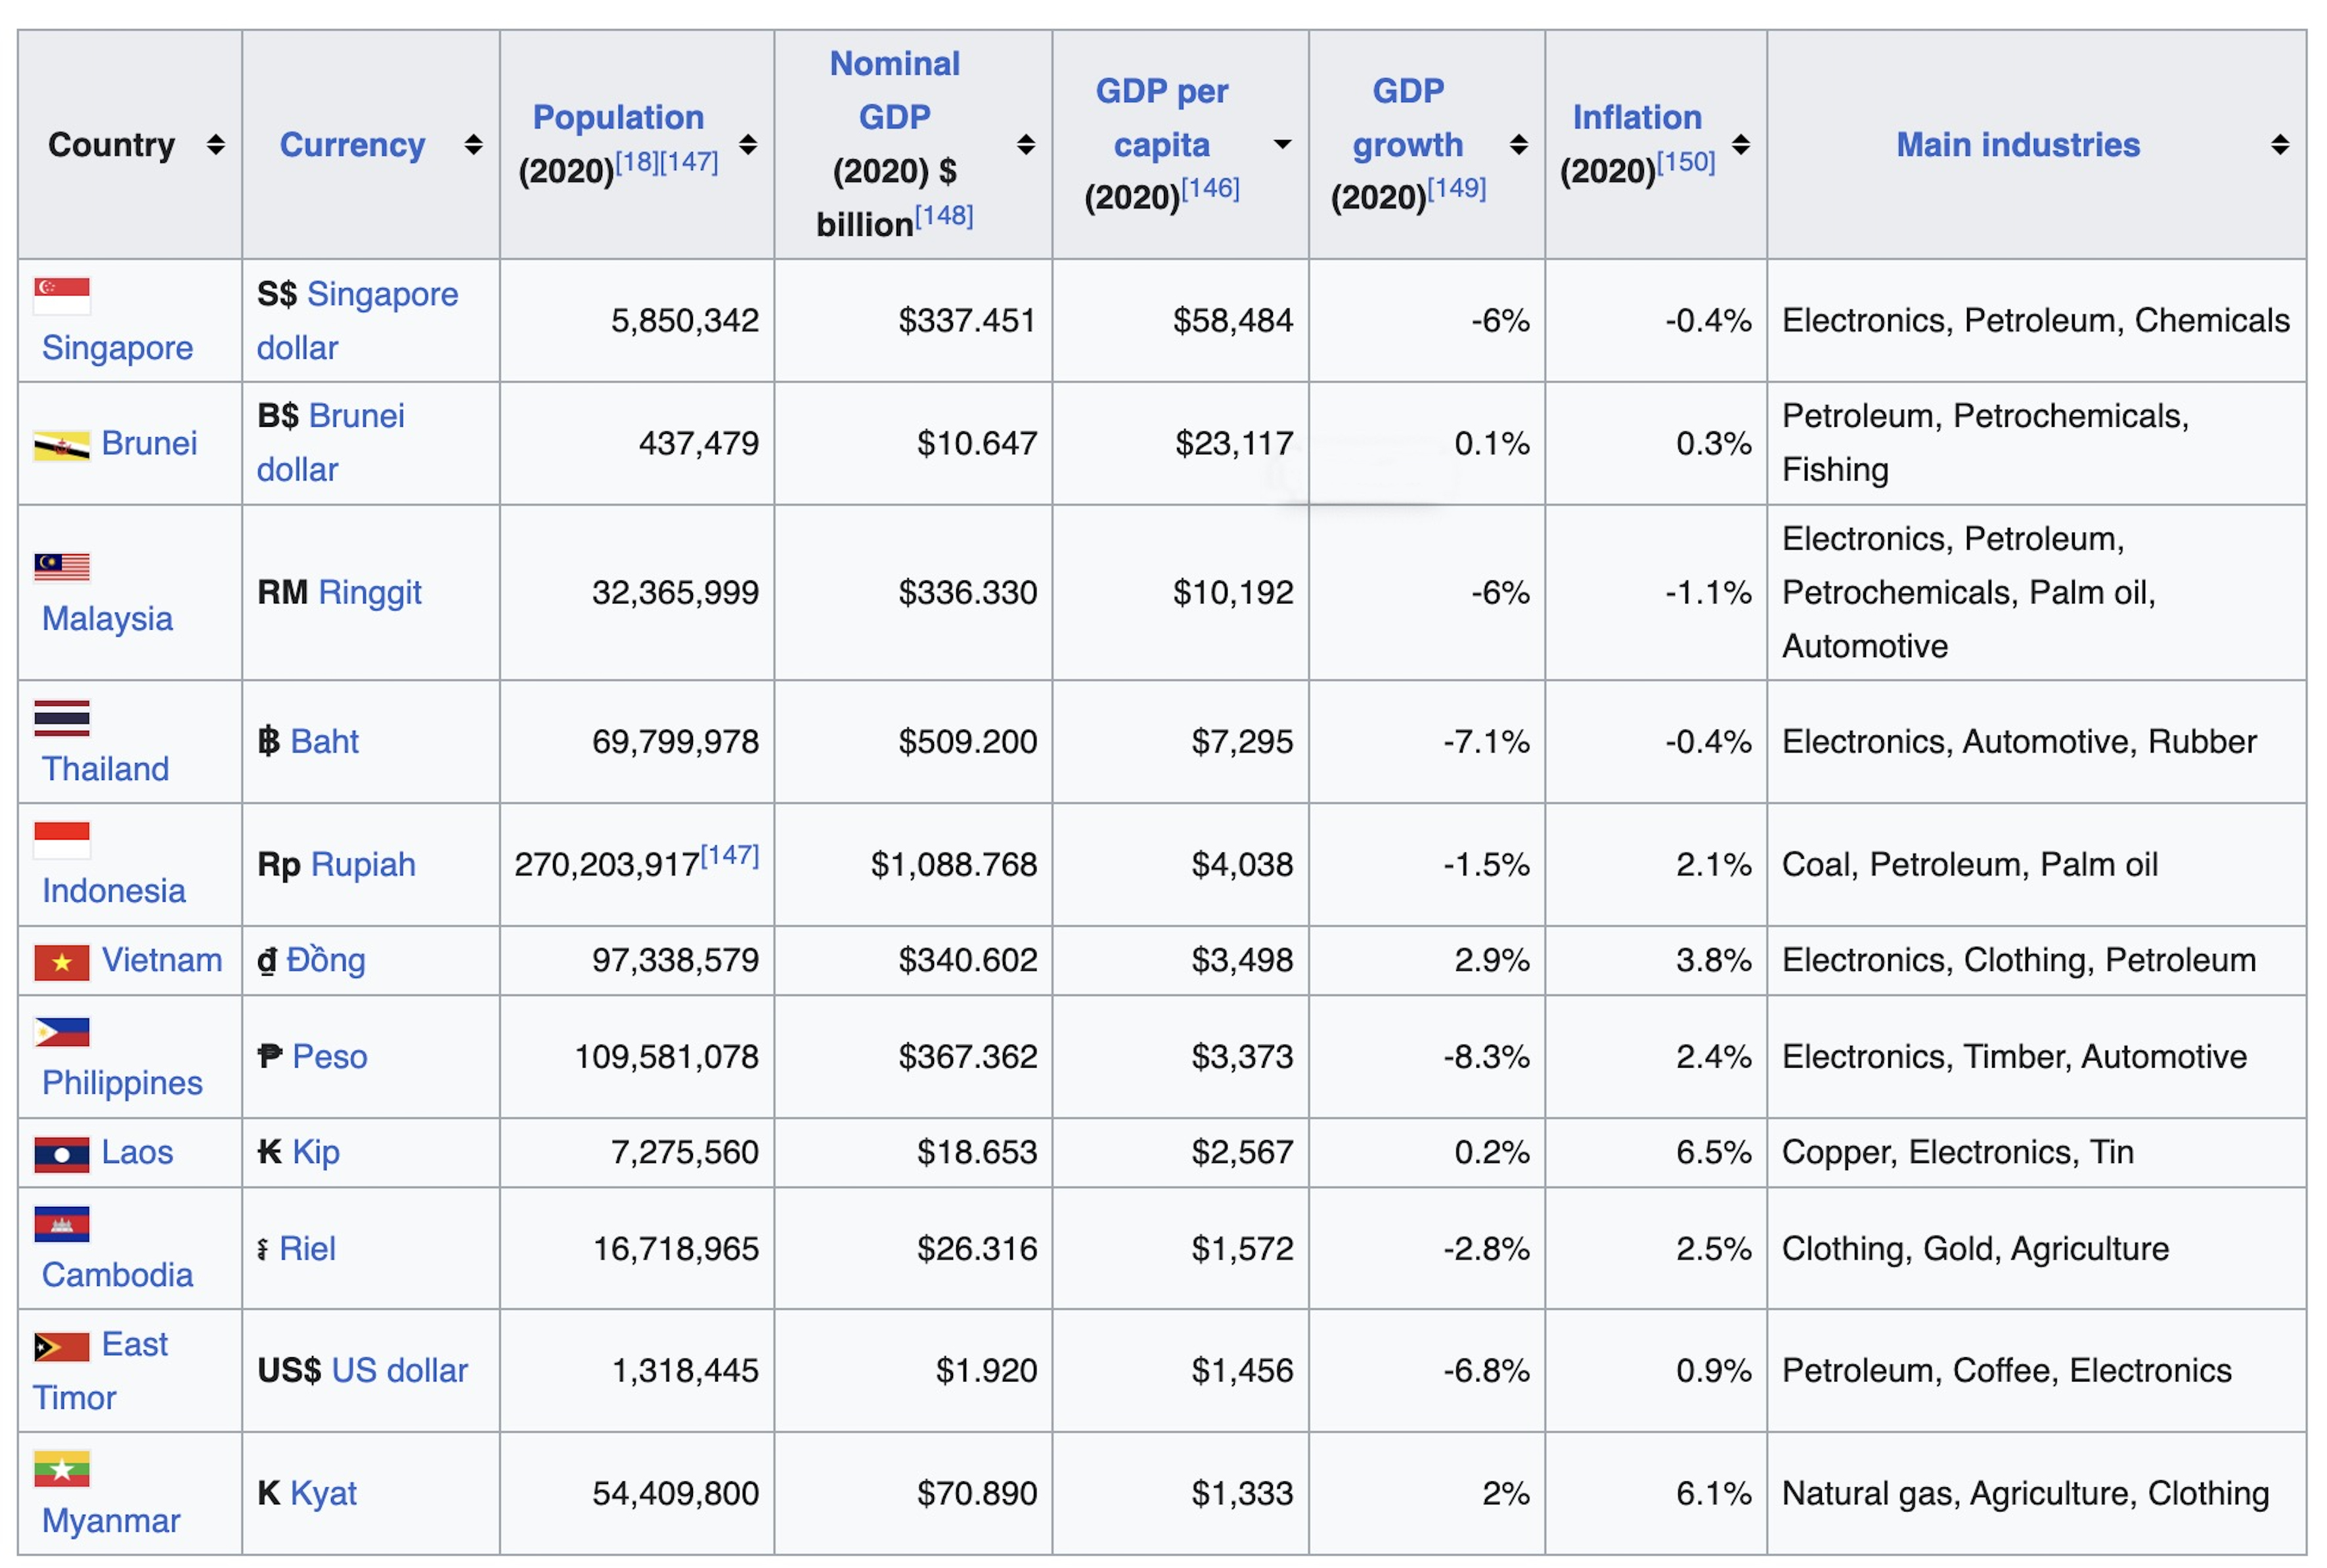 Country
Currency
Population
(2020)[18][147]
Nominal
GDP
(2020) $
billion[148]
GDP per
capita
(2020)[146]
GDP
growth
(2020)[149]
Inflation
(2020)[150]
Main industries
Singapore
S$ Singapore
dollar
5,850,342
$337.451
$58,484
-6%
-0.4%
Electronics, Petroleum, Chemicals
Brunei
B$ Brunei
dollar
437,479
$10.647
$23,117
0.1%
0.3%
Petroleum, Petrochemicals,
Fishing
Malaysia
RM Ringgit
32,365,999
$336.330
$10,192
-6%
-1.1%
Electronics, Petroleum,
Petrochemicals, Palm oil,
Automotive
Thailand
฿ Baht
69,799,978
$509.200
$7,295
-7.1%
-0.4%
Electronics, Automotive, Rubber
Indonesia
Rp Rupiah
270,203,917[147]
$1,088.768
$4,038
-1.5%
2.1%
Coal, Petroleum, Palm oil
Vietnam
₫ Đồng
97,338,579
$340.602
$3,498
2.9%
3.8%
Electronics, Clothing, Petroleum
Philippines
₱ Peso
109,581,078
$367.362
$3,373
-8.3%
2.4%
Electronics, Timber, Automotive
Laos
₭ Kip
7,275,560
$18.653
$2,567
0.2%
6.5%
Copper, Electronics, Tin
Cambodia
៛ Riel
16,718,965
$26.316
$1,572
-2.8%
2.5%
Clothing, Gold, Agriculture
East
Timor
US$ US dollar
1,318,445
$1.920
$1,456
-6.8%
0.9%
Petroleum, Coffee, Electronics
Myanmar
K Kyat
54,409,800
$70.890
$1,333
2%
6.1%
Natural gas, Agriculture, Clothing